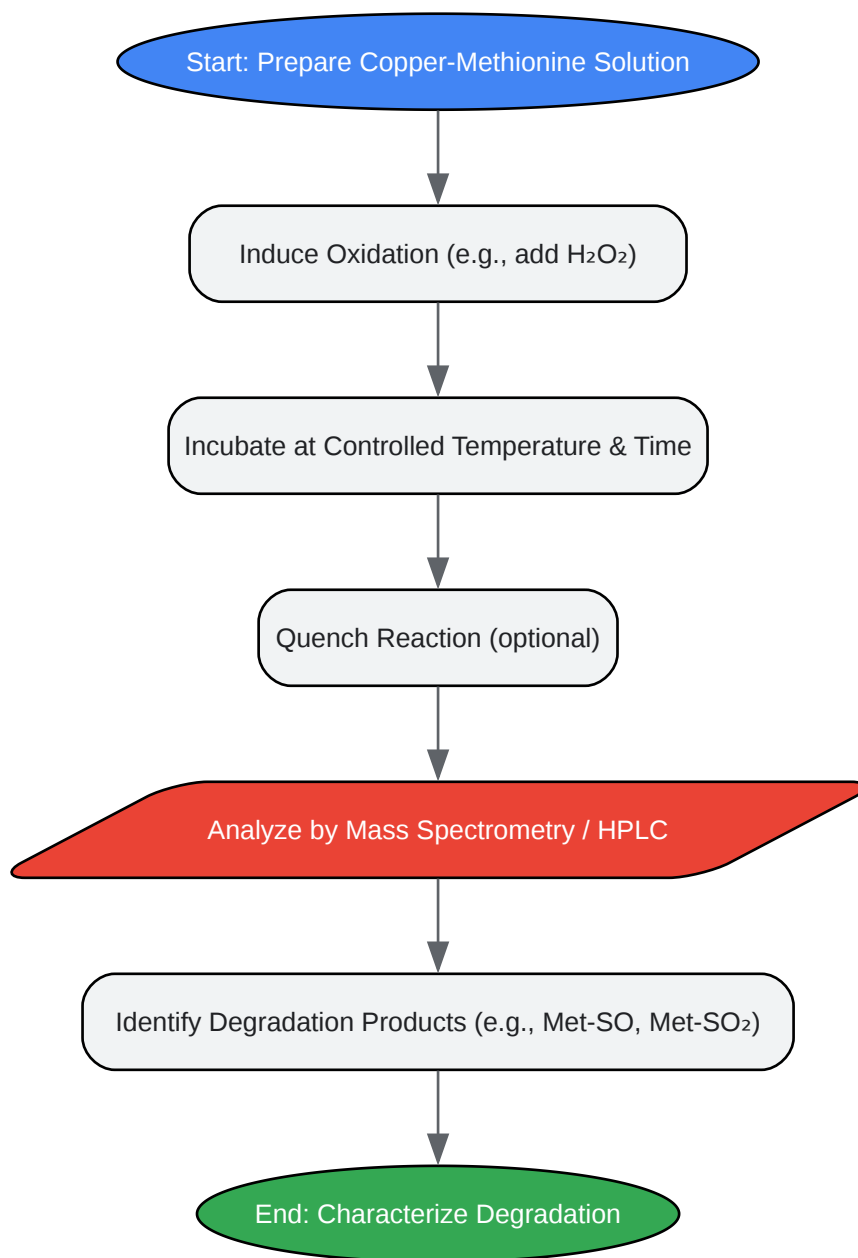 Start: Prepare Copper-Methionine Solution
Induce Oxidation (e.g., add H₂O₂)
Incubate at Controlled Temperature & Time
Quench Reaction (optional)
Analyze by Mass Spectrometry / HPLC
Identify Degradation Products (e.g., Met-SO, Met-SO₂)
End: Characterize Degradation